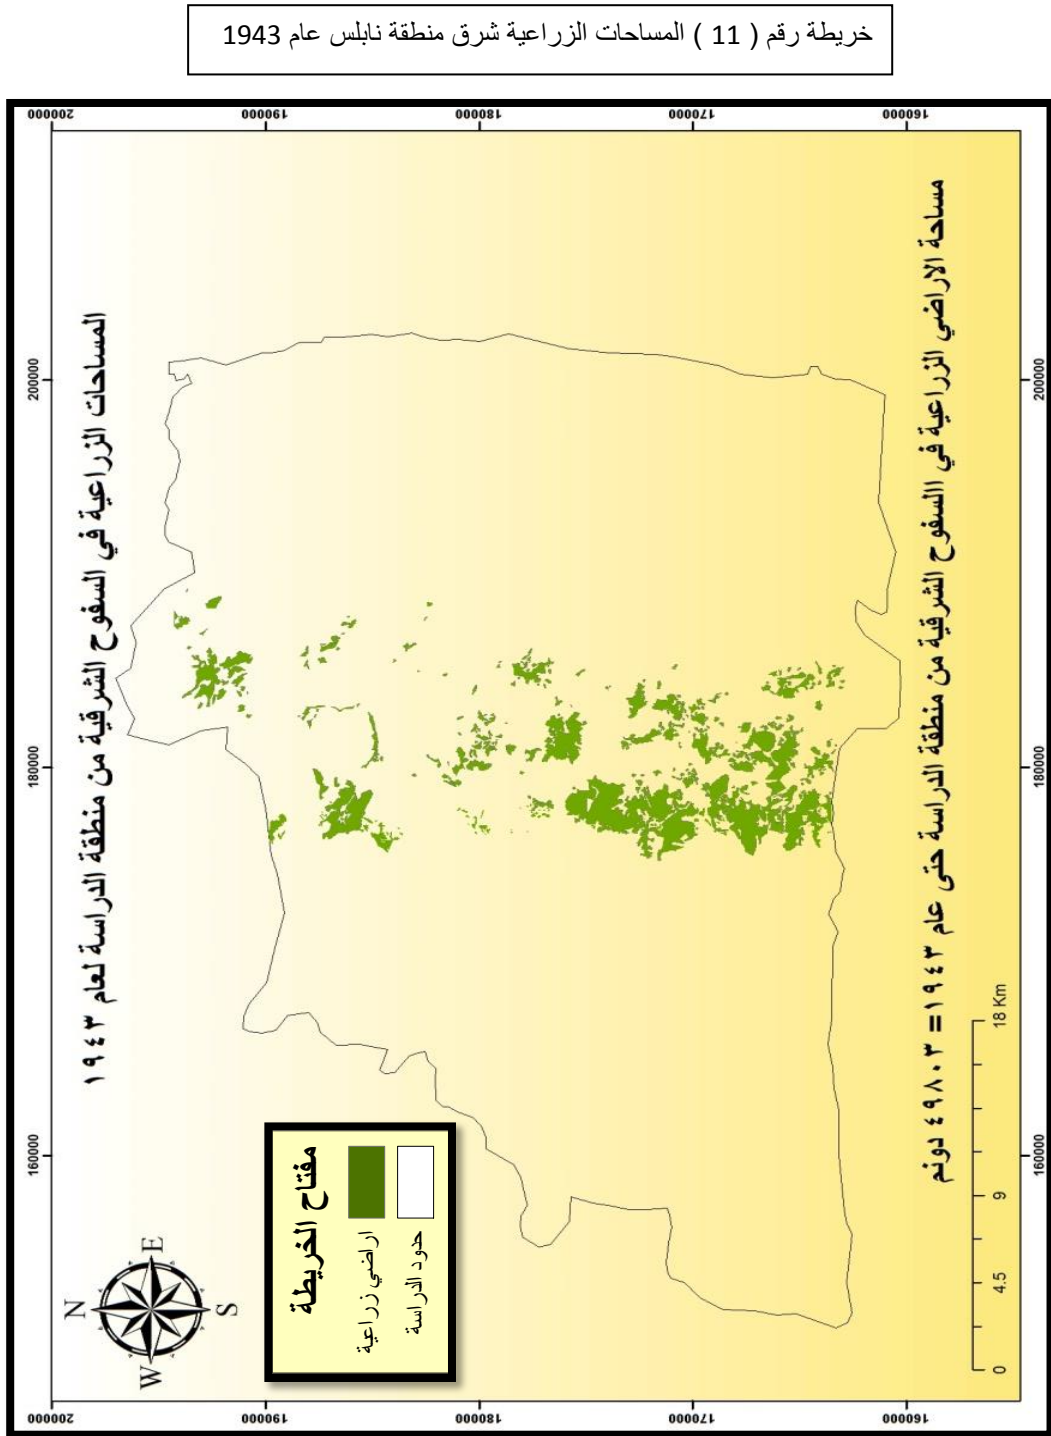 خريطة رقم ( 11 ) المساحات الزراعية شرق منطقة نابلس عام 1943
المساحات الزراعية في السفوح الشرقية من منطقة الدراسة لعام ١٩٤٣
160000
180000
200000
200000
190000
180000
170000
160000
200000
190000
180000
170000
160000
N
E
W
S
مفتاح الخريطة
اراضي زراعية
حدود الدراسة
0
4.5
9
18 Km
160000
180000
200000
مساحة الاراضي الزراعية في االسفوح الشرقية من منطقة الدراسة حتى عام ١٩٤٣= ٤٩٨٠٣ دونم